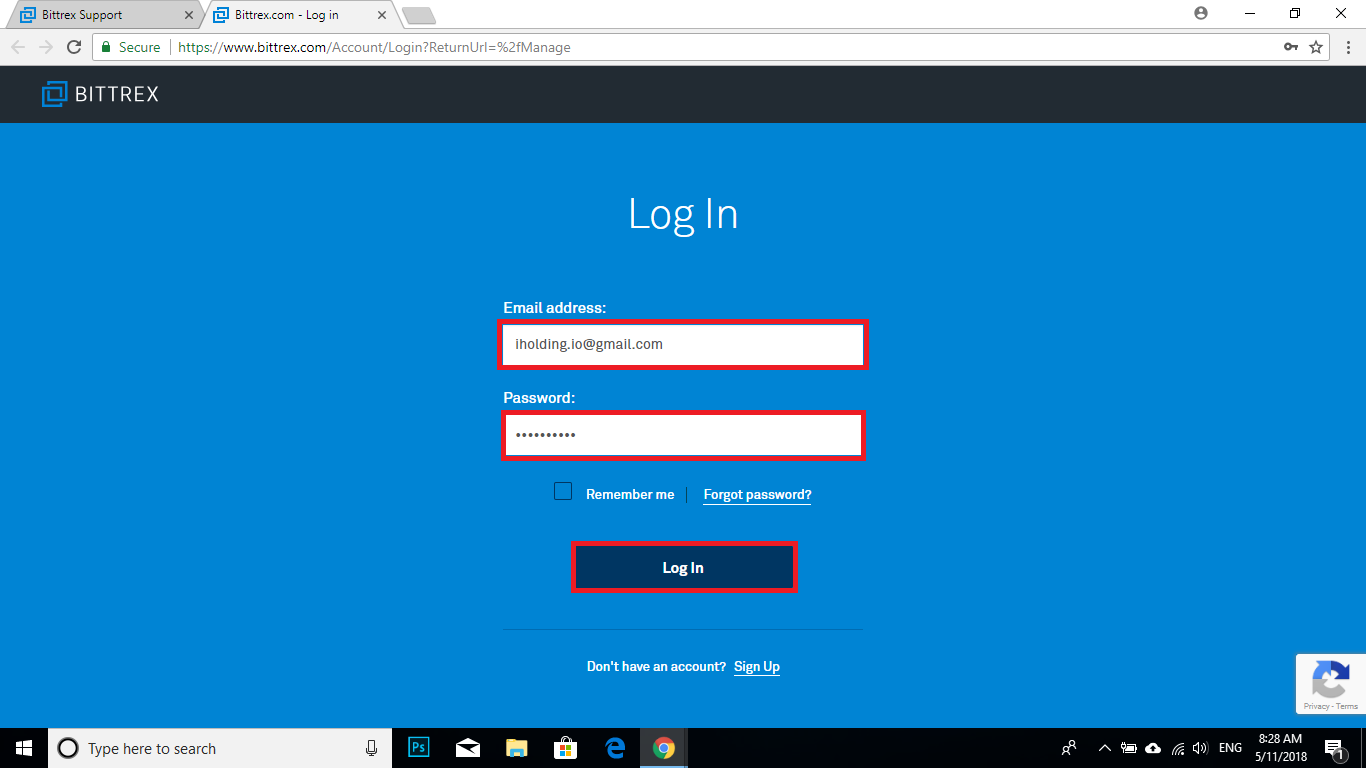 Bittrex Support
Bittrex.com - Log in
Secure
https://www.bittrex.com/Account/Login?ReturnUrl=%2fManage
BITTREX
Log In
Email address:
iholding.io@gmail.com
Password:
••••••••••
Remember me
Forgot password?
Log In
Don't have an account? Sign Up
Privacy - Terms
Type here to search
Ps
ENG
8:28 AM
5/11/2018
1